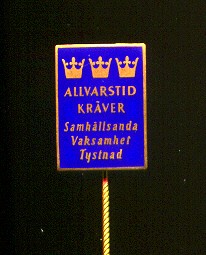 ALLVARSTID
KRÄVER
Samhällsanda
Vaksamhet
Tystnad